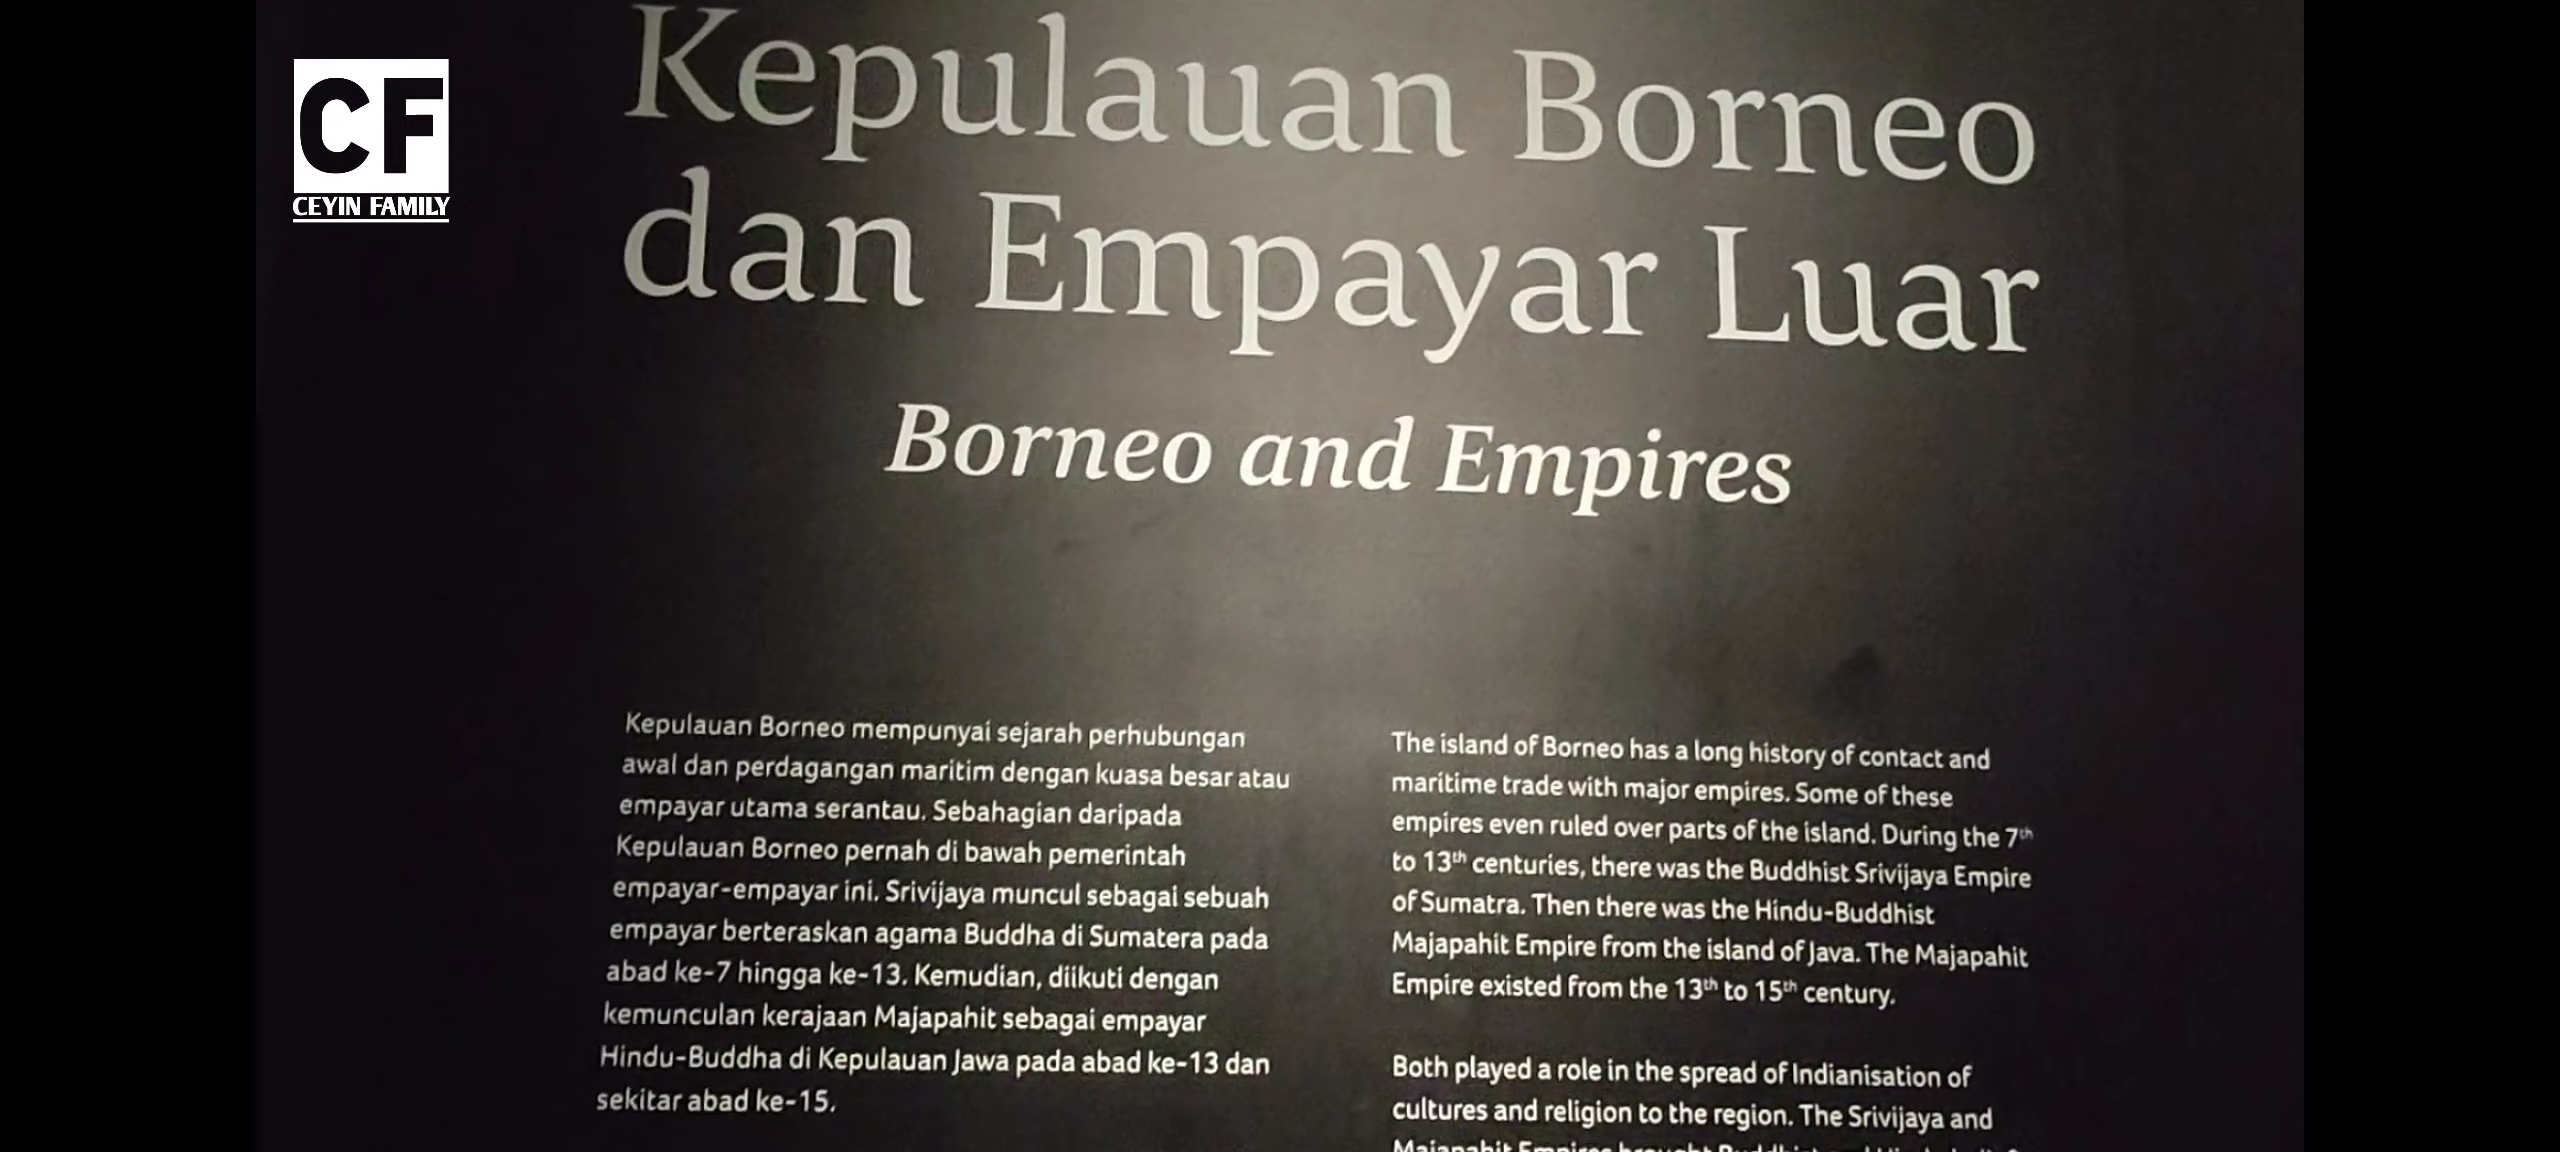 CF
CEYIN FAMILY
Kepulauan Borneo
dan Empayar Luar
Borneo and Empires
Kepulauan Borneo mempunyai sejarah perhubungan
awal dan perdagangan maritim dengan kuasa besar atau
empayar utama serantau. Sebahagian daripada
Kepulauan Borneo pernah di bawah pemerintah
empayar-empayar ini. Srivijaya muncul sebagai sebuah
empayar berteraskan agama Buddha di Sumatera pada
abad ke-7 hingga ke-13. Kemudian, diikuti dengan
kemunculan kerajaan Majapahit sebagai empayar
Hindu-Buddha di Kepulauan Jawa pada abad ke-13 dan
sekitar abad ke-15.
The island of Borneo has a long history of contact and
maritime trade with major empires. Some of these
empires even ruled over parts of the island. During the 7th
to 13th centuries, there was the Buddhist Srivijaya Empire
of Sumatra. Then there was the Hindu-Buddhist
Majapahit Empire from the island of Java. The Majapahit
Empire existed from the 13th to 15th century.
Both played a role in the spread of Indianisation of
cultures and religion to the region. The Srivijaya and
Majapahit Empires brought